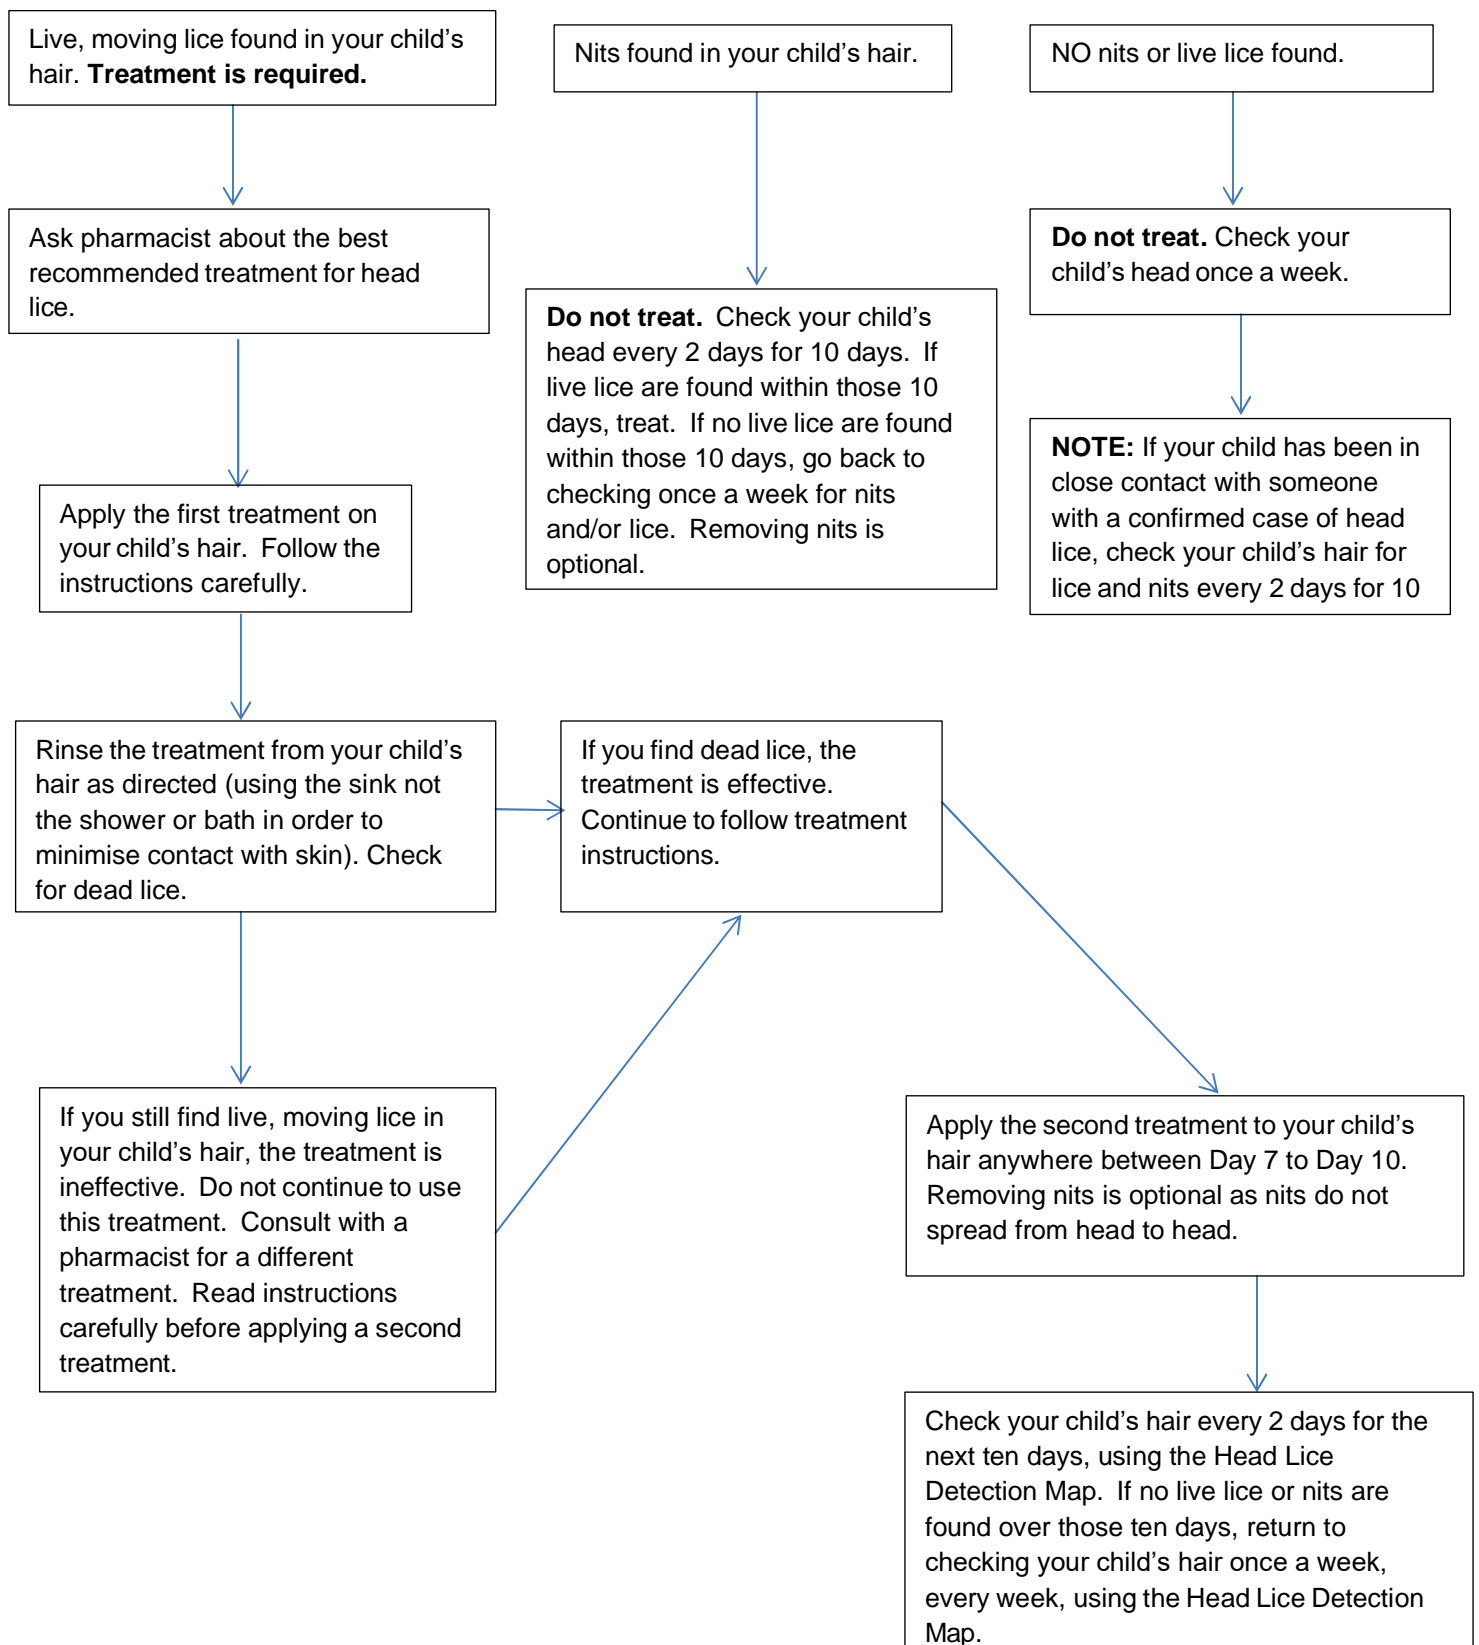 Live, moving lice found in your child's
hair. Treatment is required.
Nits found in your child's hair.
NO nits or live lice found.
Ask pharmacist about the best
recommended treatment for head
lice.
Do not treat. Check your child's
head every 2 days for 10 days. If
live lice are found within those 10
days, treat. If no live lice are found
within those 10 days, go back to
checking once a week for nits
and/or lice. Removing nits is
optional.
Do not treat. Check your
child's head once a week.
NOTE: If your child has been in
close contact with someone
with a confirmed case of head
lice, check your child's hair for
lice and nits every 2 days for 10
Apply the first treatment on
your child's hair. Follow the
instructions carefully.
Rinse the treatment from your child's
hair as directed (using the sink not
the shower or bath in order to
minimise contact with skin). Check
for dead lice.
If you find dead lice, the
treatment is effective.
Continue to follow treatment
instructions.
If you still find live, moving lice in
your child's hair, the treatment is
ineffective. Do not continue to use
this treatment. Consult with a
pharmacist for a different
treatment. Read instructions
carefully before applying a second
treatment.
Apply the second treatment to your child's
hair anywhere between Day 7 to Day 10.
Removing nits is optional as nits do not
spread from head to head.
Check your child's hair every 2 days for the
next ten days, using the Head Lice
Detection Map. If no live lice or nits are
found over those ten days, return to
checking your child's hair once a week,
every week, using the Head Lice Detection
Map.